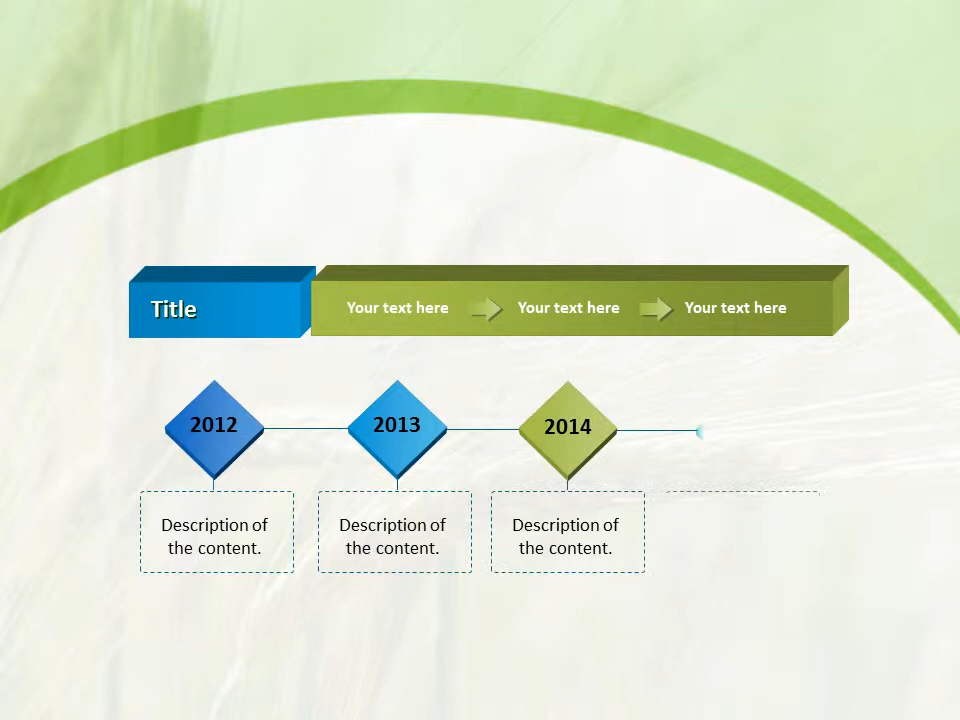 Title
Your text here
Your text here
Your text here
2012
2013
2014
Description of
the content.
Description of
the content.
Description of
the content.